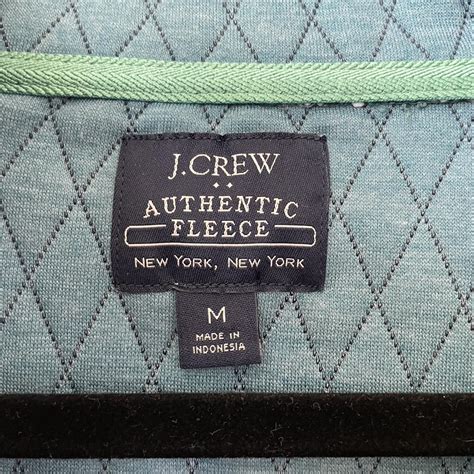 J.CREW
AUTHENTIC
FLEECE
NEW YORK, NEW YORK
M
MADE IN
INDONESIA